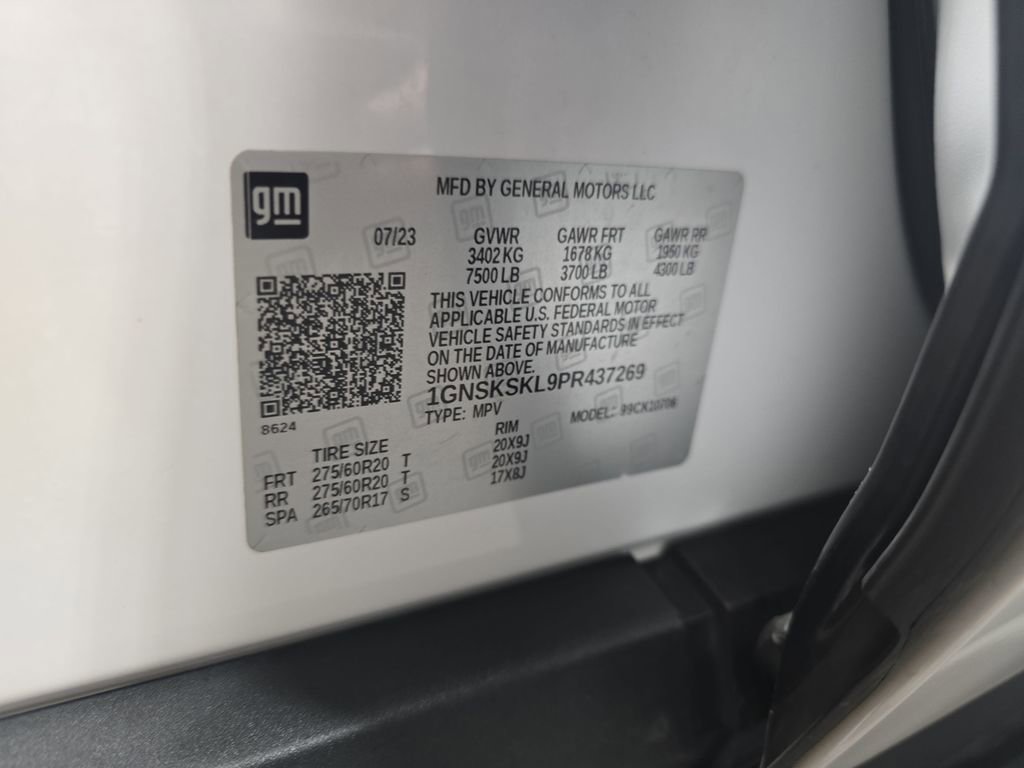 gm
MFD BY GENERAL MOTORS LLC
07/23 GVWR GAWR FRT GAWR RR
3402 KG 1678 KG 1950 KG
7500 LB 3700 LB 4300 LB
THIS VEHICLE CONFORMS TO ALL
APPLICABLE U.S. FEDERAL MOTOR
VEHICLE SAFETY STANDARDS IN EFFECT
ON THE DATE OF MANUFACTURE
SHOWN ABOVE.
1GNSKSKL9PR437269
TYPE: MPV MODEL: 99CK10706
8624
TIRE SIZE RIM
FRT 275/60R20 T 20X9J
RR 275/60R20 T 20X9J
SPA 265/70R17 S 17X8J